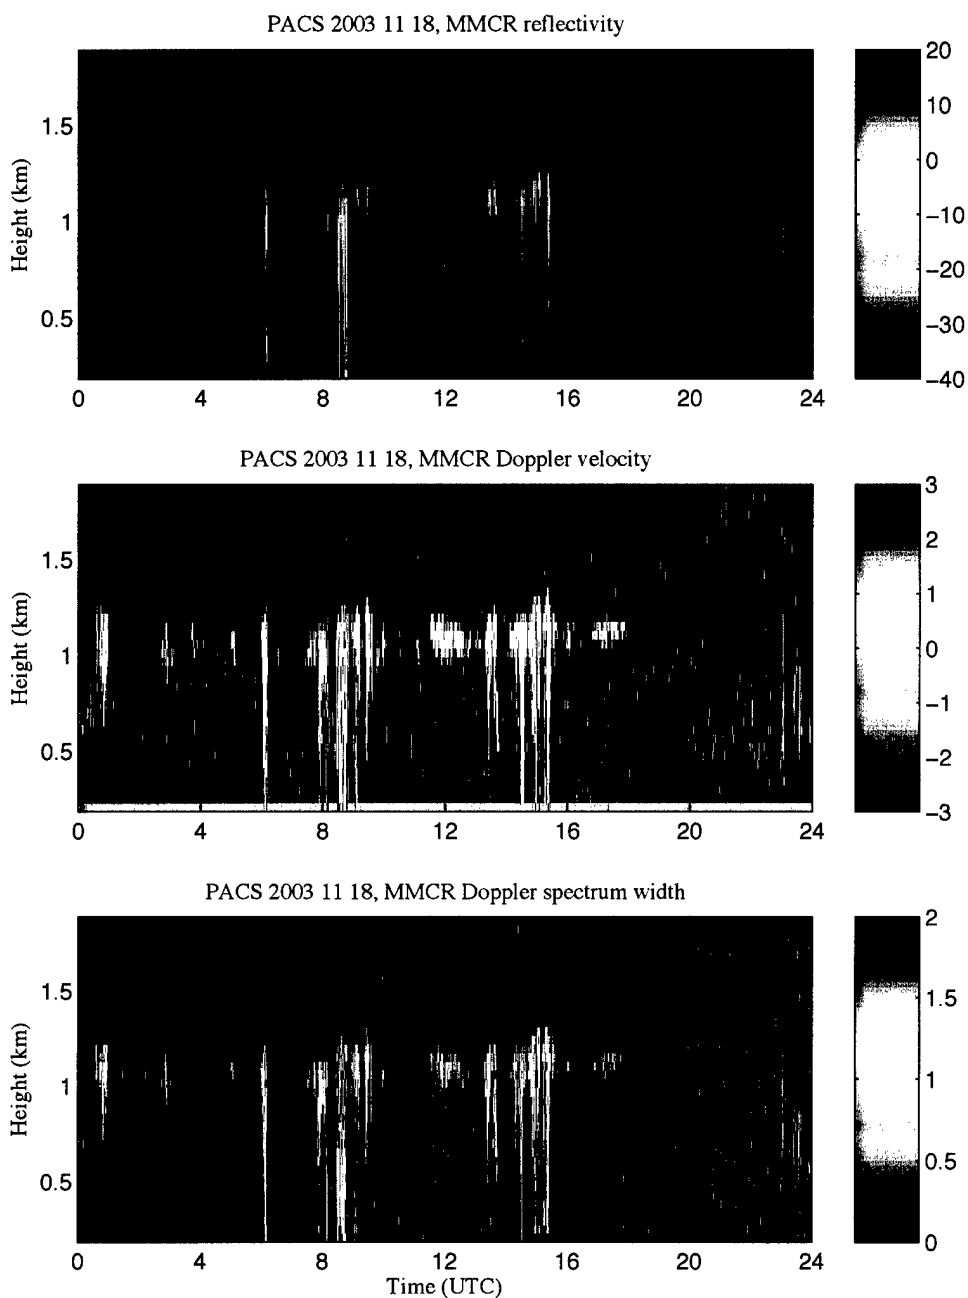 PACS 2003 11 18, MMCR reflectivity
20
10
0
−10
−20
−30
−40
1.5
1
0.5
Height (km)
0 4 8 12 16 20 24
PACS 2003 11 18, MMCR Doppler velocity
3
2
1
0
−1
−2
−3
1.5
1
0.5
Height (km)
0 4 8 12 16 20 24
PACS 2003 11 18, MMCR Doppler spectrum width
2
1.5
1
0.5
0
1.5
1
0.5
Height (km)
0 4 8 12 16 20 24
Time (UTC)